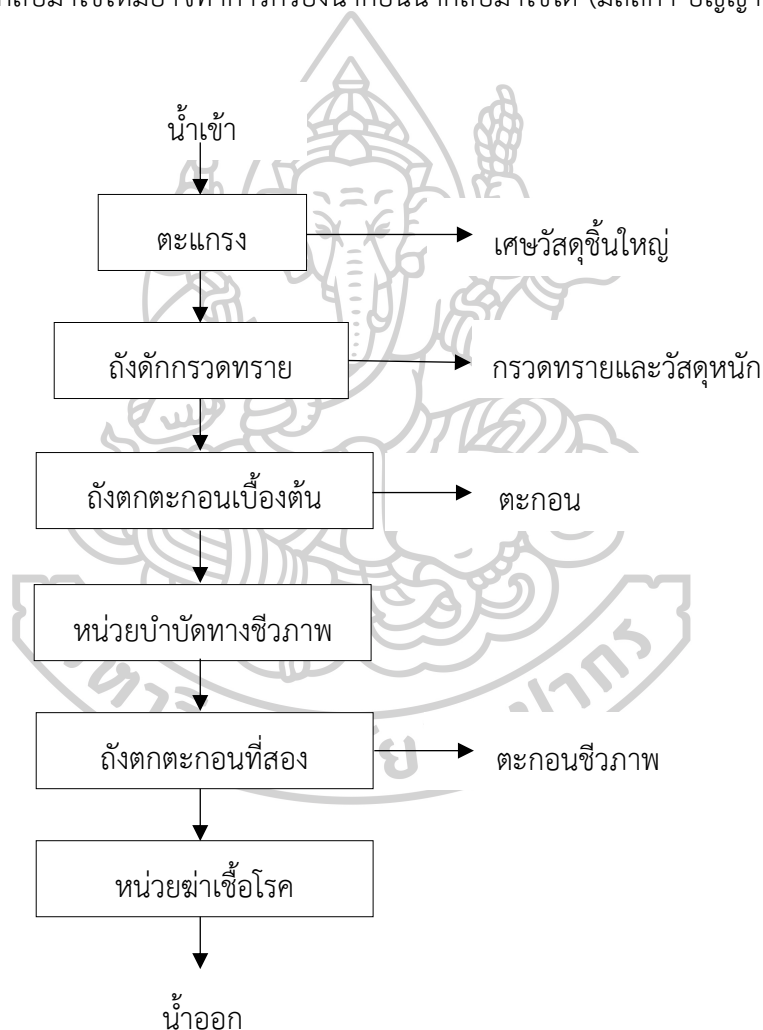 น้ำเข้า
ตะแกรง
เศษวัสดุชิ้นใหญ่
ถังดักกรวดทราย
กรวดทรายและวัสดุหนัก
ถังตกตะกอนเบื้องต้น
ตะกอน
หน่วยบำบัดทางชีวภาพ
ถังตกตะกอนที่สอง
ตะกอนชีวภาพ
หน่วยฆ่าเชื้อโรค
น้ำออก